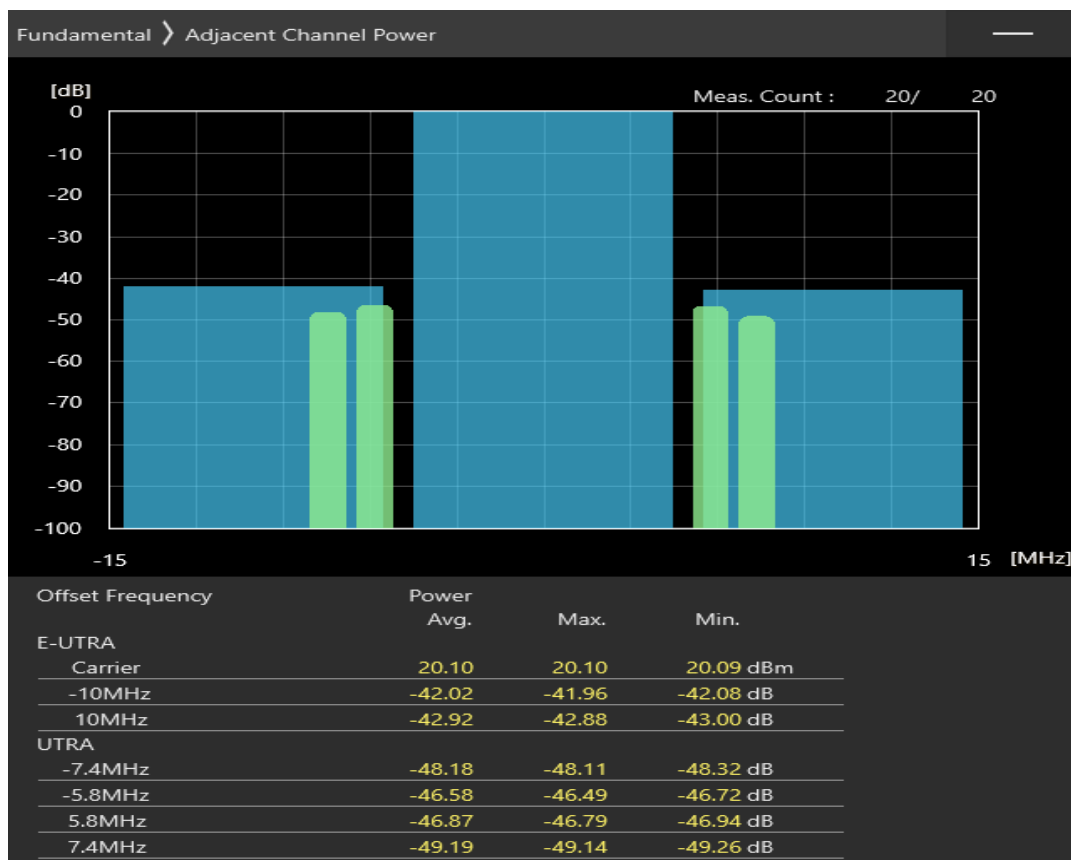 Fundamental ❯ Adjacent Channel Power
[dB]
Meas. Count : 20/ 20
0
-10
-20
-30
-40
-50
-60
-70
-80
-90
-100
-15 15 [MHz]
Offset Frequency Power
Avg. Max. Min.
E-UTRA
Carrier 20.10 20.10 20.09 dBm
-10MHz -42.02 -41.96 -42.08 dB
10MHz -42.92 -42.88 -43.00 dB
UTRA
-7.4MHz -48.18 -48.11 -48.32 dB
-5.8MHz -46.58 -46.49 -46.72 dB
5.8MHz -46.87 -46.79 -46.94 dB
7.4MHz -49.19 -49.14 -49.26 dB